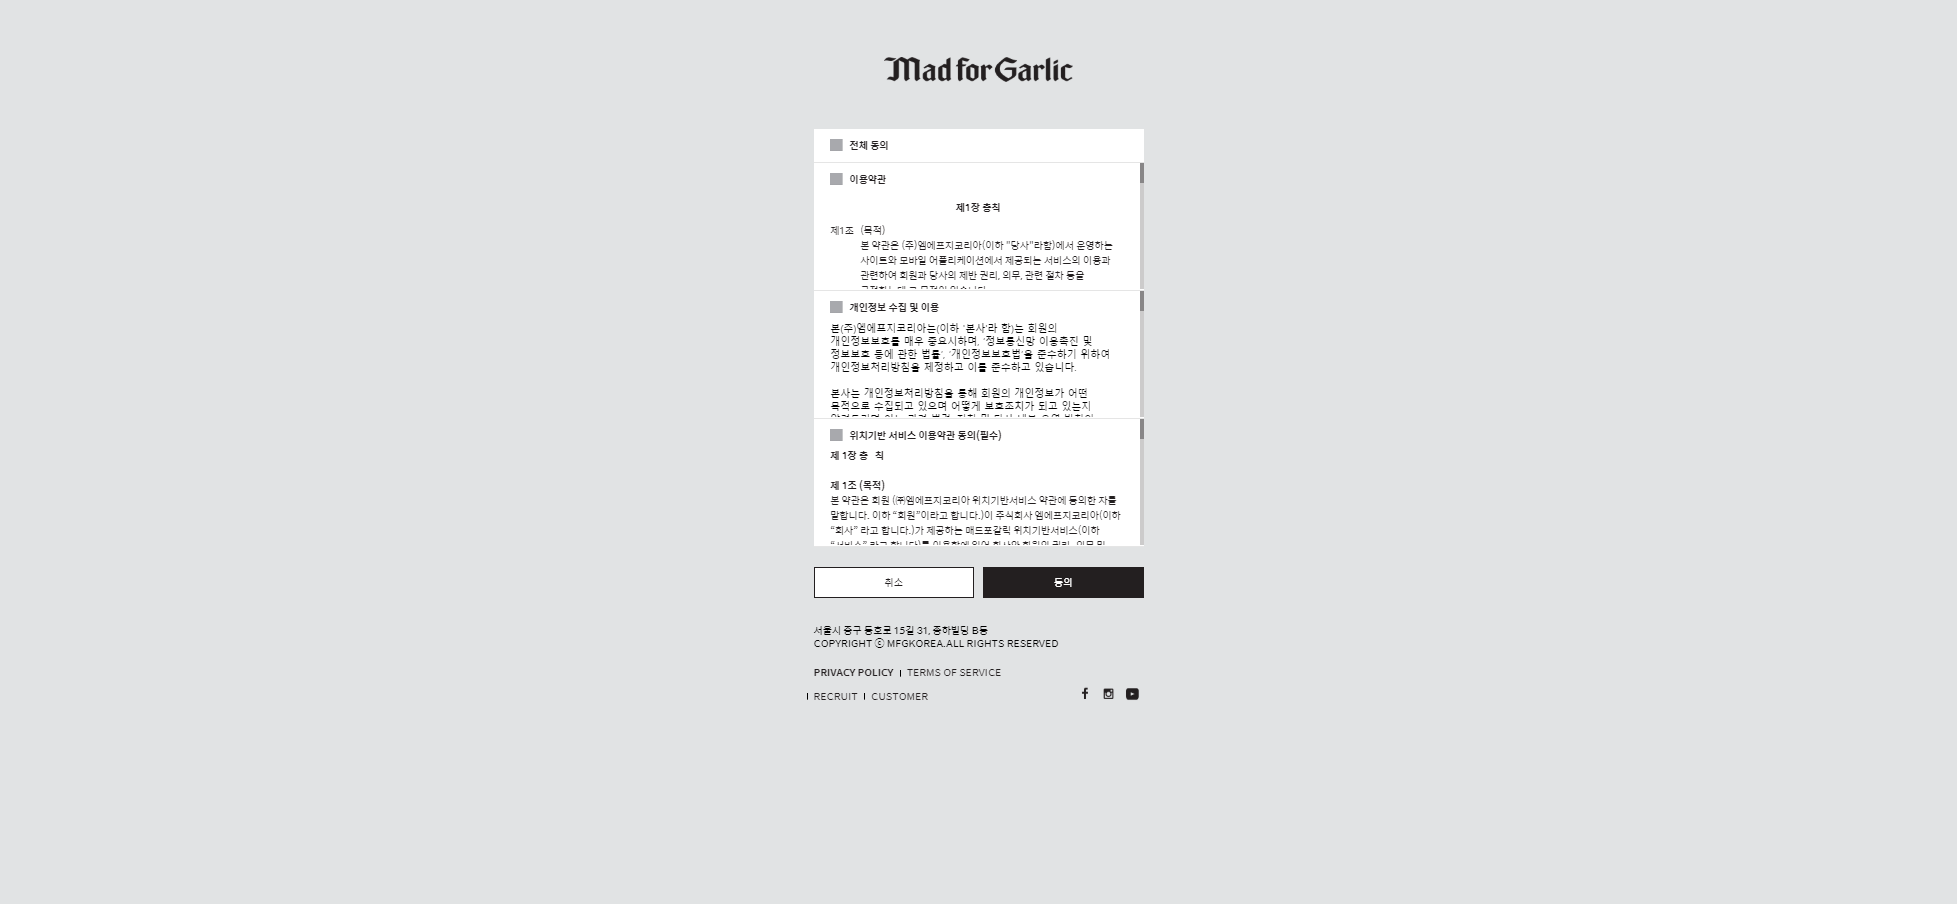 Mad for Garlic
전체 동의
이용약관
제1장 총칙
제1조 (목적)
본 약관은 (주)엠에프지코리아(이하 "당사"라함)에서 운영하는
사이트와 모바일 어플리케이션에서 제공되는 서비스의 이용과
관련하여 회원과 당사의 제반 권리, 의무, 관련 절차 등을
개인정보 수집 및 이용
본(주)엠에프지코리아는(이하 '본사'라 함)는 회원의
개인정보보호를 매우 중요시하며, '정보통신망 이용촉진 및
정보보호 등에 관한 법률', '개인정보보호법'을 준수하기 위하여
개인정보처리방침을 제정하고 이를 준수하고 있습니다.
본사는 개인정보처리방침을 통해 회원의 개인정보가 어떤
목적으로 수집되고 있으며 어떻게 보호조치가 되고 있는지
위치기반 서비스 이용약관 동의(필수)
제 1장 총 칙
제 1조 (목적)
본 약관은 회원 (㈜엠에프지코리아 위치기반서비스 약관에 동의한 자를
말합니다. 이하 “회원”이라고 합니다.)이 주식회사 엠에프지코리아(이하
“회사” 라고 합니다.)가 제공하는 매드포갈릭 위치기반서비스(이하
취소
동의
서울시 중구 동호로 15길 31, 종하빌딩 B동
COPYRIGHT ⓒ MFGKOREA.ALL RIGHTS RESERVED
PRIVACY POLICY TERMS OF SERVICE
RECRUIT CUSTOMER